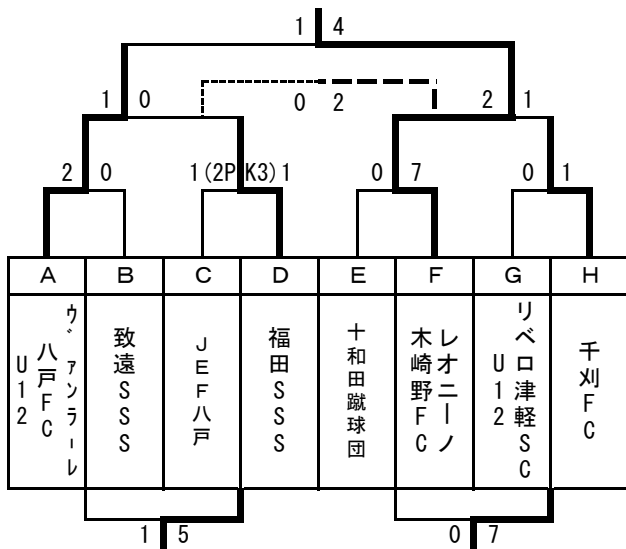 1 4
1 0
0 2
2 1
2 0
1(2PK3)1
0 7
0 1
A B C D E F G H
ヴァンラーレ
八戸FC
U12
致遠SSS
JEF八戸
福田SSS
十和田蹴球団
レオニーノ
木崎野FC
リベロ津軽SC
U12
千刈FC
1 5
0 7